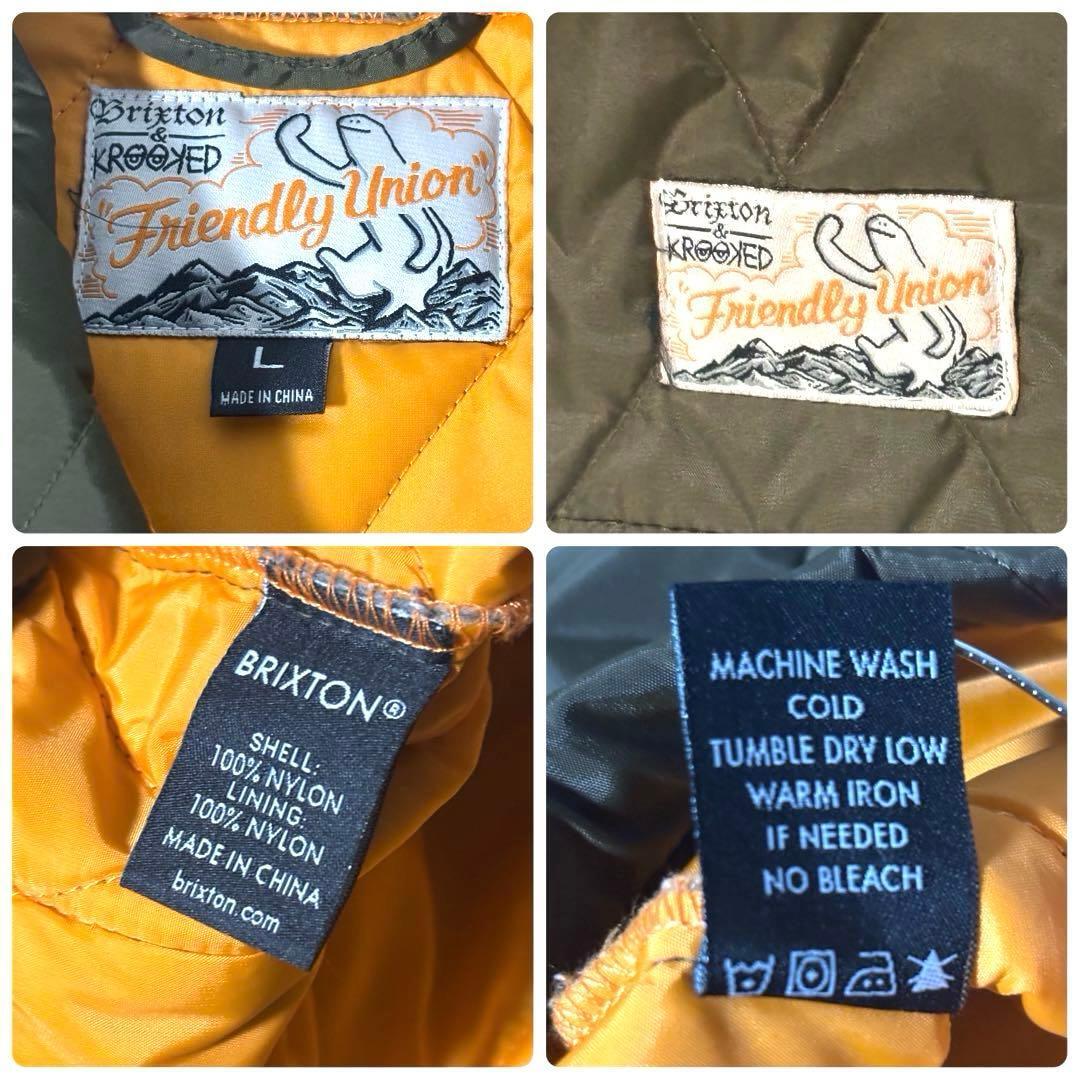 Brixton
&
KROOKED
"Friendly Union"
L
MADE IN CHINA
Brixton
&
KROOKED
"Friendly Union"
BRIXTON®
SHELL:
100% NYLON
LINING:
100% NYLON
MADE IN CHINA
brixton.com
MACHINE WASH
COLD
TUMBLE DRY LOW
WARM IRON
IF NEEDED
NO BLEACH